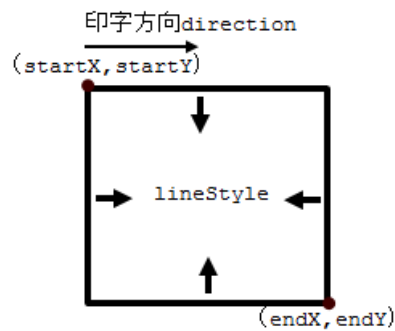 印字方向direction
(startX,startY)
lineStyle
(endX,endY)